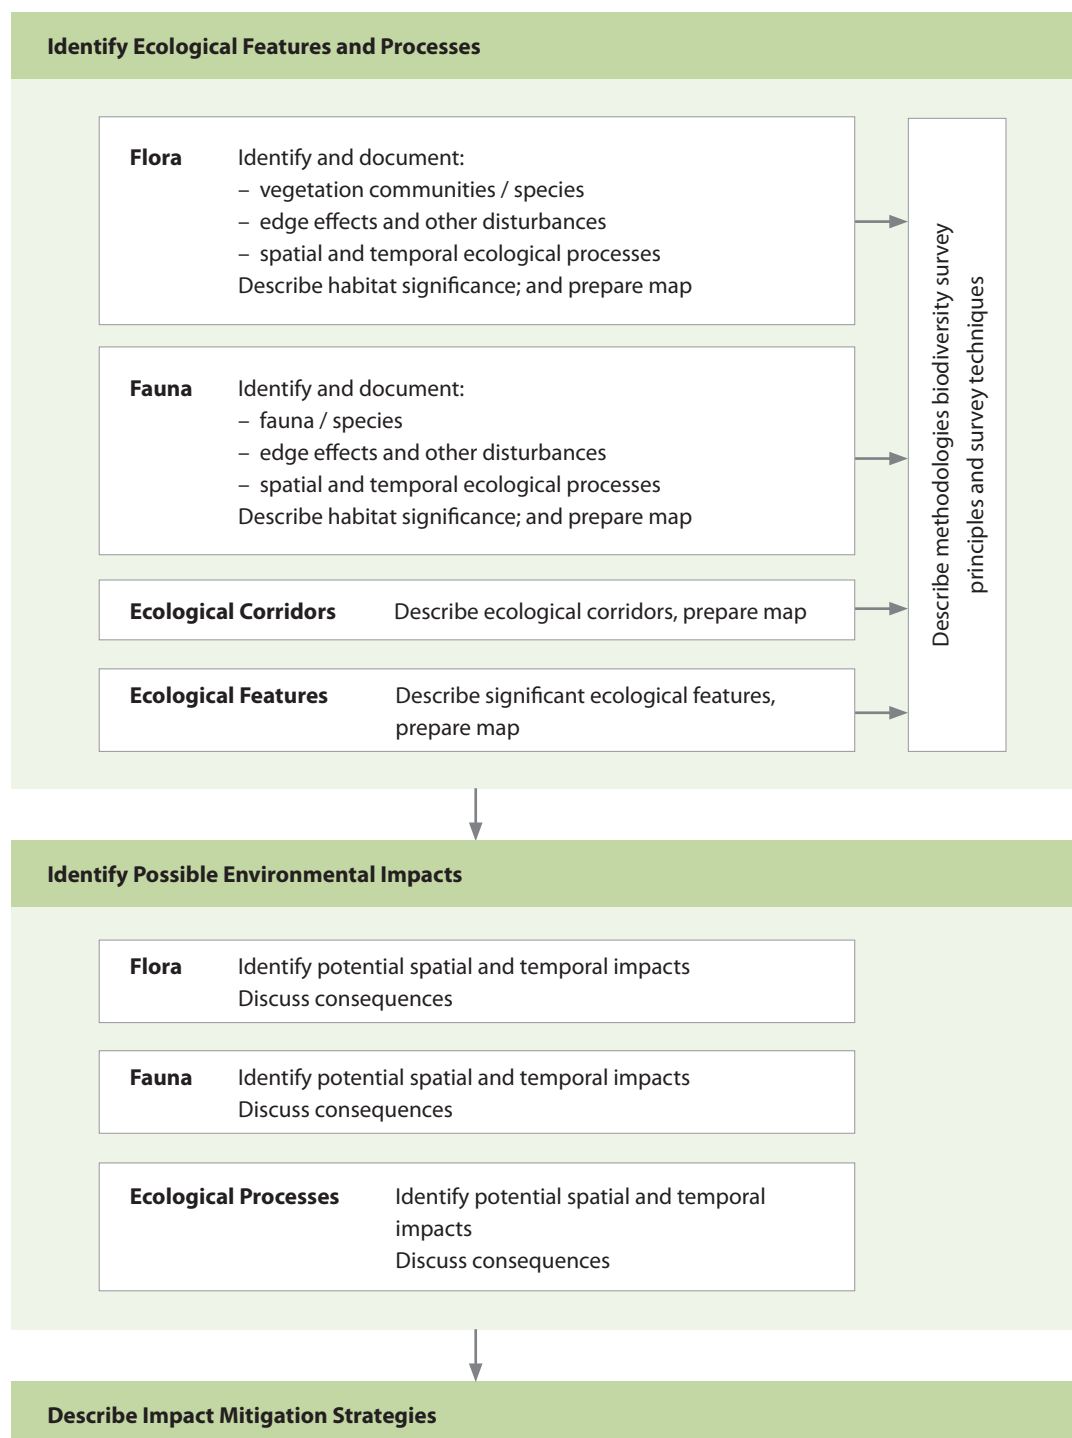 Identify Ecological Features and Processes
Flora Identify and document:
– vegetation communities / species
– edge effects and other disturbances
– spatial and temporal ecological processes
Describe habitat significance; and prepare map
Fauna Identify and document:
– fauna / species
– edge effects and other disturbances
– spatial and temporal ecological processes
Describe habitat significance; and prepare map
Ecological Corridors Describe ecological corridors, prepare map
Ecological Features Describe significant ecological features,
prepare map
Describe methodologies biodiversity survey
principles and survey techniques
Identify Possible Environmental Impacts
Flora Identify potential spatial and temporal impacts
Discuss consequences
Fauna Identify potential spatial and temporal impacts
Discuss consequences
Ecological Processes Identify potential spatial and temporal
impacts
Discuss consequences
Describe Impact Mitigation Strategies